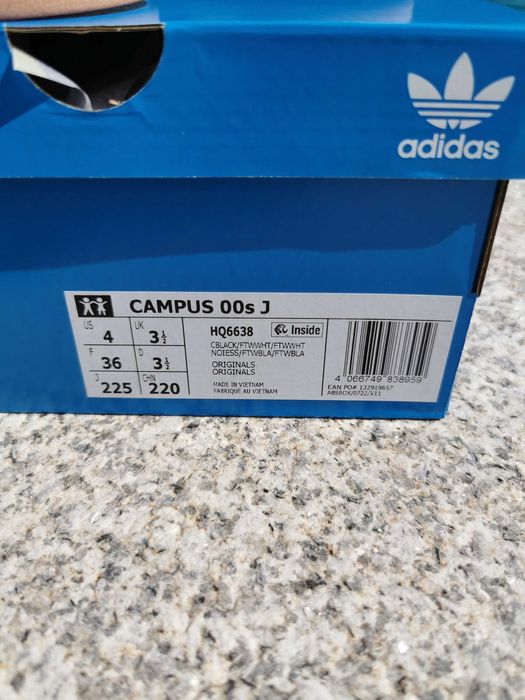 adidas
CAMPUS 00s J
US 4 UK 3½
F 36 D 3½
J 225 CHN 220
HQ6638 Inside
CBLACK/FTWWHT/FTWWHT
NOIESS/FTWBLA/FTWBLA
ORIGINALS
ORIGINALS
MADE IN VIETNAM
FABRIQUE AU VIETNAM
4 066749 838959
EAN PO# 132919657
ABSBOX/0722/V11